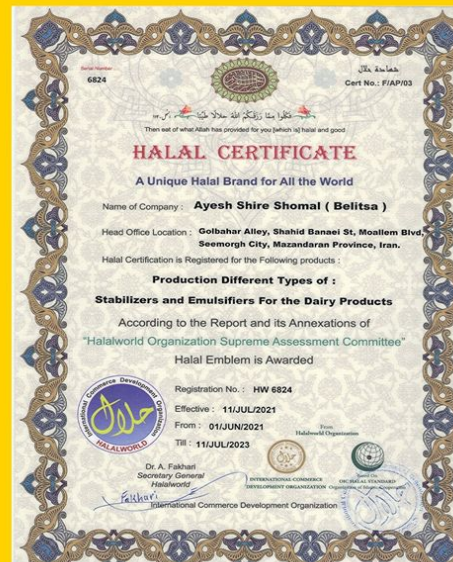 Serial Number
6824
شهادة حلال
Cert No.: F/AP/03
فَكُلُوا مِمَّا رَزَقَكُمُ اللهُ حَلَالًا طَيِّبًا
Then eat of what Allah has provided for you [which is] halal and good
HALAL CERTIFICATE
A Unique Halal Brand for All the World
Name of Company : Ayesh Shire Shomal ( Belitsa )
Head Office Location : Golbahar Alley, Shahid Banaei St, Moallem Blvd,
Seemorgh City, Mazandaran Province, Iran.
Halal Certification is Registered for the Following products :
Production Different Types of :
Stabilizers and Emulsifiers For the Dairy Products
According to the Report and its Annexations of
"Halalworld Organization Supreme Assessment Committee"
Halal Emblem is Awarded
International Commerce Development Organization
حلال
HALALWORLD
Registration No. : HW 6824
Effective : 11/JUL/2021
From : 01/JUN/2021
Till : 11/JUL/2023
From
Halalworld Organization
Dr. A. Fakhari
Secretary General
Halalworld
Fakhari
INTERNATIONAL COMMERCE
DEVELOPMENT ORGANIZATION
OIC HALAL STANDARD
International Commerce Development Organization